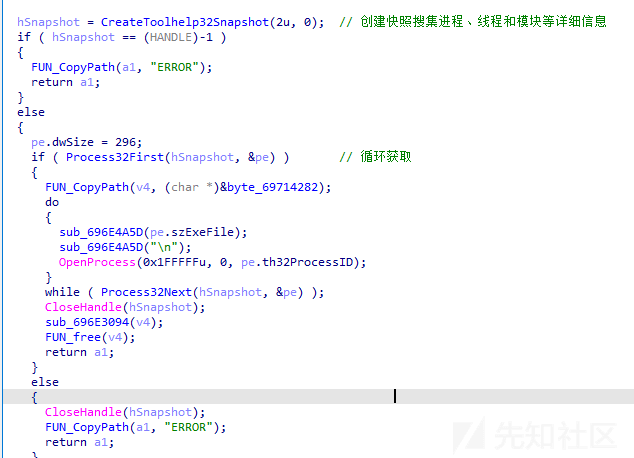 hSnapshot = CreateToolhelp32Snapshot(2u, 0);  // 创建快照搜集进程、线程和模块等详细信息
if ( hSnapshot == (HANDLE)-1 )
{
  FUN_CopyPath(a1, "ERROR");
  return a1;
}
else
{
  pe.dwSize = 296;
  if ( Process32First(hSnapshot, &pe) )       // 循环获取
  {
    FUN_CopyPath(v4, (char *)&byte_69714282);
    do
    {
      sub_696E4A5D(pe.szExeFile);
      sub_696E4A5D("\n");
      OpenProcess(0x1FFFFFu, 0, pe.th32ProcessID);
    }
    while ( Process32Next(hSnapshot, &pe) );
    CloseHandle(hSnapshot);
    sub_696E3094(v4);
    FUN_free(v4);
    return a1;
  }
  else
  {
    CloseHandle(hSnapshot);
    FUN_CopyPath(a1, "ERROR");
    return a1;
  }
先知社区